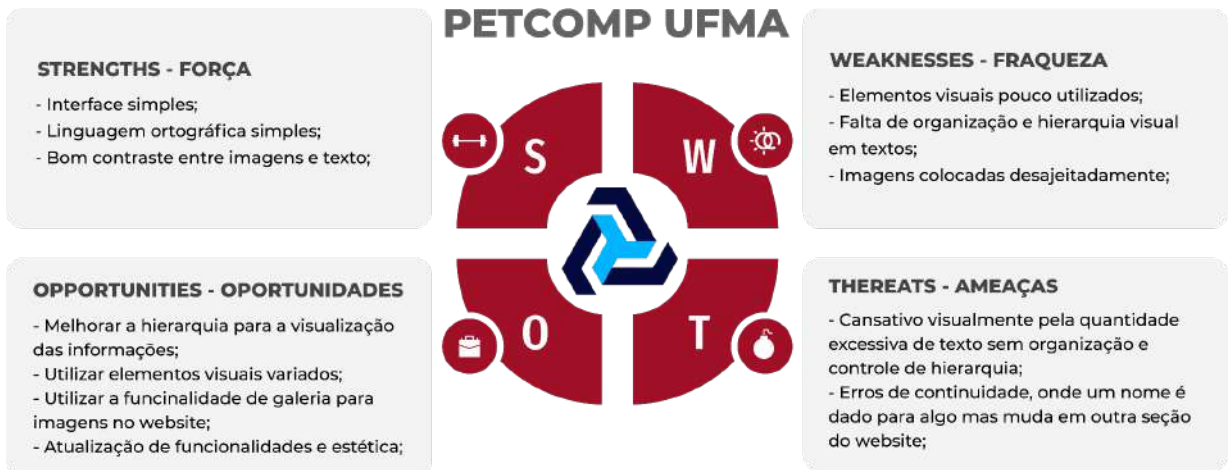 PETCOMP UFMA
STRENGTHS - FORÇA
- Interface simples;
- Linguagem ortográfica simples;
- Bom contraste entre imagens e texto;
WEAKNESSES - FRAQUEZA
- Elementos visuais pouco utilizados;
- Falta de organização e hierarquia visual
em textos;
- Imagens colocadas desajeitadamente;
S
W
O
T
OPPORTUNITIES - OPORTUNIDADES
- Melhorar a hierarquia para a visualização
das informações;
- Utilizar elementos visuais variados;
- Utilizar a funcinalidade de galeria para
imagens no website;
- Atualização de funcionalidades e estética;
THEREATS - AMEAÇAS
- Cansativo visualmente pela quantidade
excessiva de texto sem organização e
controle de hierarquia;
- Erros de continuidade, onde um nome é
dado para algo mas muda em outra seção
do website;